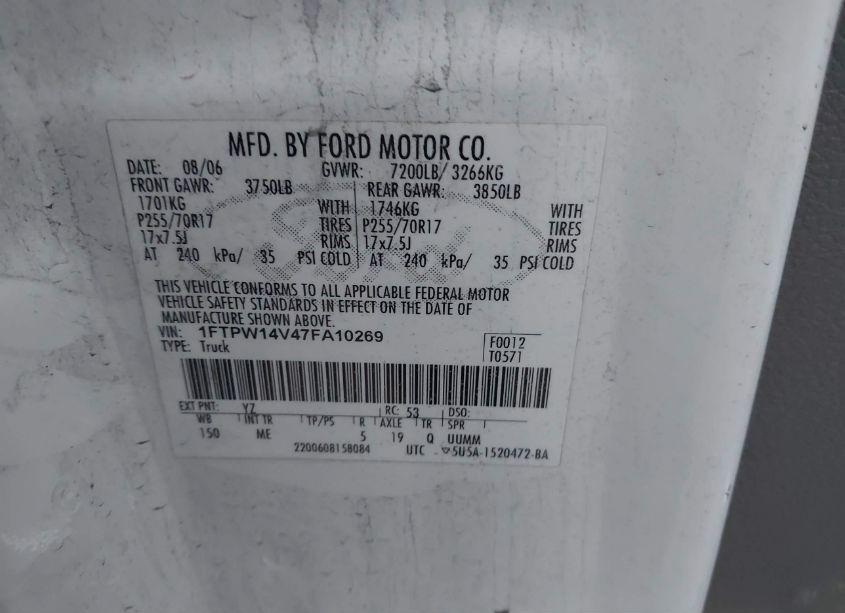 MFD. BY FORD MOTOR CO.
DATE: 08/06 GVWR: 7200LB/ 3266KG
FRONT GAWR: 3750LB REAR GAWR: 3850LB
1701KG WITH 1746KG WITH
P255/70R17 TIRES P255/70R17 TIRES
17x7.5J RIMS 17x7.5J RIMS
AT 240 kPa/ 35 PSI COLD AT 240 kPa/ 35 PSI COLD
Ford
THIS VEHICLE CONFORMS TO ALL APPLICABLE FEDERAL MOTOR
VEHICLE SAFETY STANDARDS IN EFFECT ON THE DATE OF
MANUFACTURE SHOWN ABOVE.
VIN: 1FTPW14V47FA10269
TYPE: Truck
F0012
T0571
EXT PNT: YZ RC: 53 DSO:
WB INT TR TP/PS R AXLE TR SPR
150 ME 5 19 Q UUMM
2200608158084 UTC ▽5U5A-1520472-BA